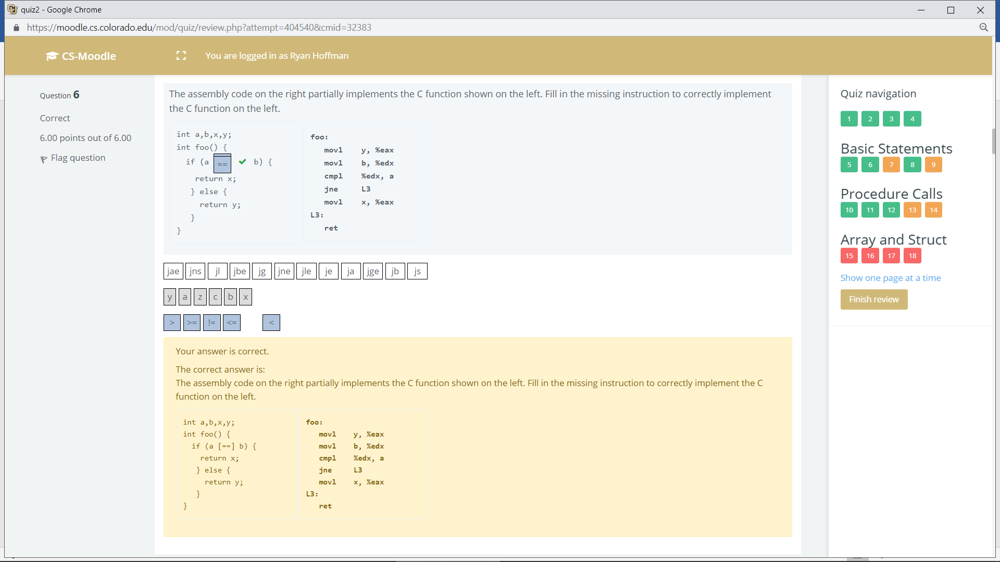 quiz2 - Google Chrome
https://moodle.cs.colorado.edu/mod/quiz/review.php?attempt=404540&cmid=32383
CS-Moodle
You are logged in as Ryan Hoffman
Question 6
Correct
6.00 points out of 6.00
Flag question
The assembly code on the right partially implements the C function shown on the left. Fill in the missing instruction to correctly implement
the C function on the left.
int a,b,x,y;
int foo() {
if (a == b) {
return x;
} else {
return y;
}
}
foo:
movl y, %eax
movl b, %edx
cmpl %edx, a
jne L3
movl x, %eax
L3:
ret
jae jns jl jbe jg jne jle je ja jge jb js
y a z c b x
> >= != <= <
Your answer is correct.
The correct answer is:
The assembly code on the right partially implements the C function shown on the left. Fill in the missing instruction to correctly implement the C
function on the left.
int a,b,x,y;
int foo() {
if (a [==] b) {
return x;
} else {
return y;
}
}
foo:
movl y, %eax
movl b, %edx
cmpl %edx, a
jne L3
movl x, %eax
L3:
ret
Quiz navigation
1 2 3 4
Basic Statements
5 6 7 8 9
Procedure Calls
10 11 12 13 14
Array and Struct
15 16 17 18
Show one page at a time
Finish review